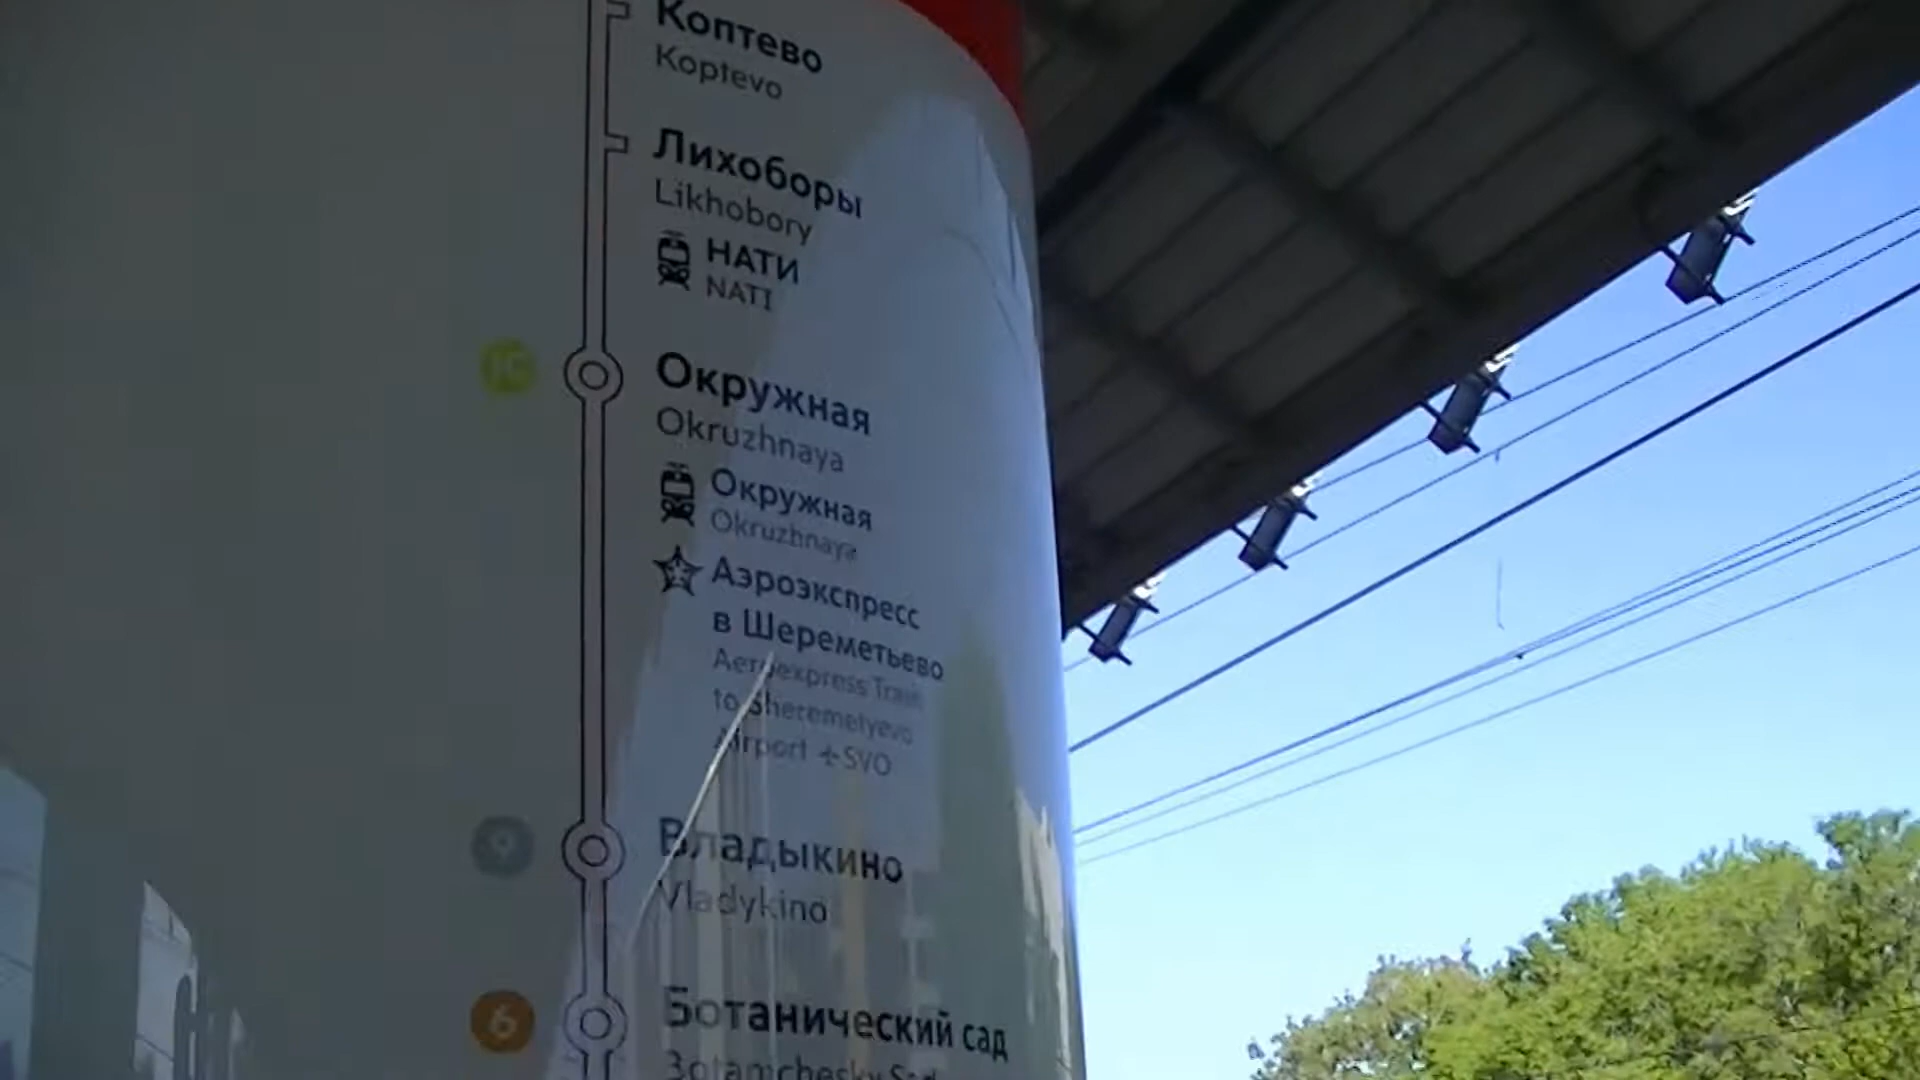 Коптево
Koptevo
Лихоборы
Likhobory
НАТИ
NATI
Окружная
Okruzhnaya
Окружная
Okruzhnaya
Аэроэкспресс
в Шереметьево
Aeroexpress Train
to Sheremetyevo
Airport SVO
9
Владыкино
Vladykino
6
Ботанический сад